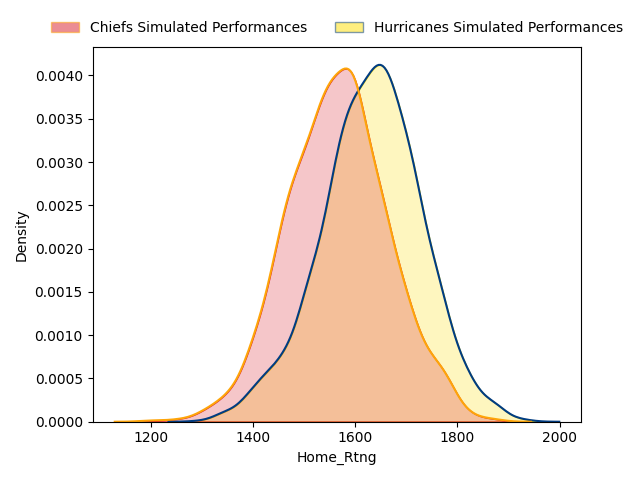 Chiefs Simulated Performances Hurricanes Simulated Performances
0.0040
0.0035
0.0030
0.0025
0.0020
0.0015
0.0010
0.0005
0.0000
Density
1200 1400 1600 1800 2000
Home_Rtng